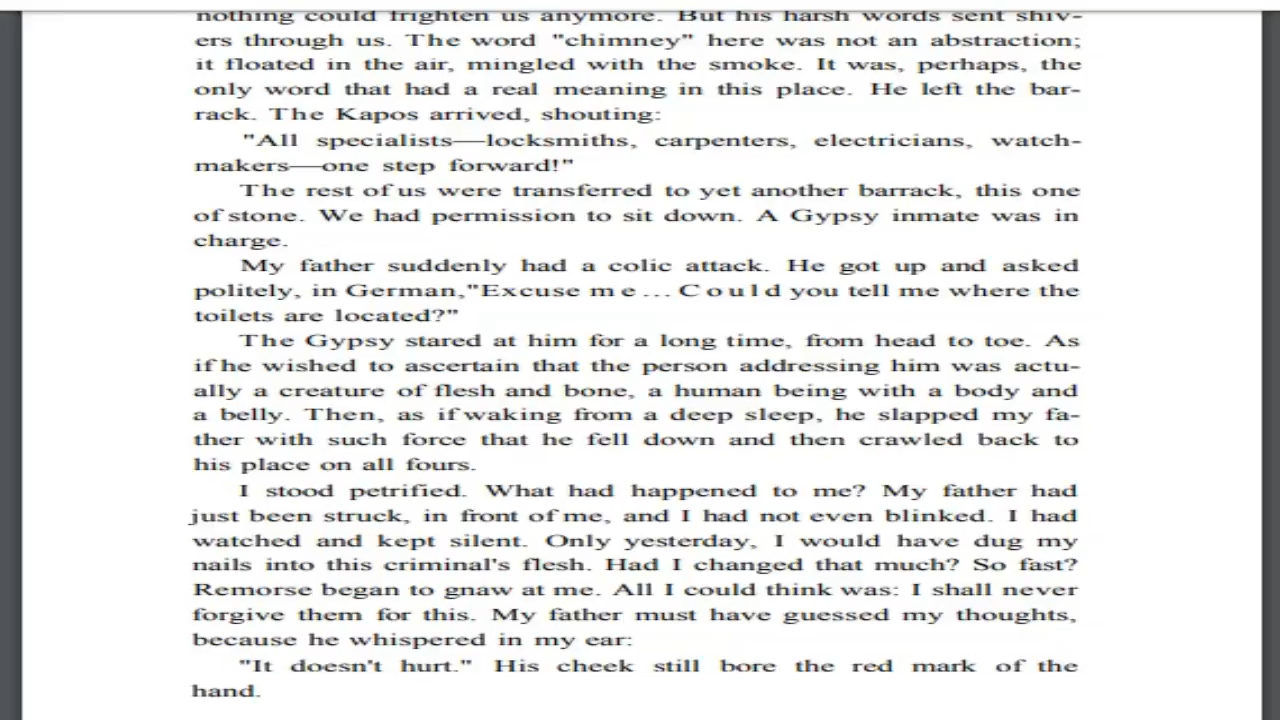 nothing could frighten us anymore. But his harsh words sent shiv-
ers through us. The word "chimney" here was not an abstraction;
it floated in the air, mingled with the smoke. It was, perhaps, the
only word that had a real meaning in this place. He left the bar-
rack. The Kapos arrived, shouting:
"All specialists—locksmiths, carpenters, electricians, watch-
makers—one step forward!"
The rest of us were transferred to yet another barrack, this one
of stone. We had permission to sit down. A Gypsy inmate was in
charge.
My father suddenly had a colic attack. He got up and asked
politely, in German,"Excuse me... Could you tell me where the
toilets are located?"
The Gypsy stared at him for a long time, from head to toe. As
if he wished to ascertain that the person addressing him was actu-
ally a creature of flesh and bone, a human being with a body and
a belly. Then, as if waking from a deep sleep, he slapped my fa-
ther with such force that he fell down and then crawled back to
his place on all fours.
I stood petrified. What had happened to me? My father had
just been struck, in front of me, and I had not even blinked. I had
watched and kept silent. Only yesterday, I would have dug my
nails into this criminal's flesh. Had I changed that much? So fast?
Remorse began to gnaw at me. All I could think was: I shall never
forgive them for this. My father must have guessed my thoughts,
because he whispered in my ear:
"It doesn't hurt." His cheek still bore the red mark of the
hand.